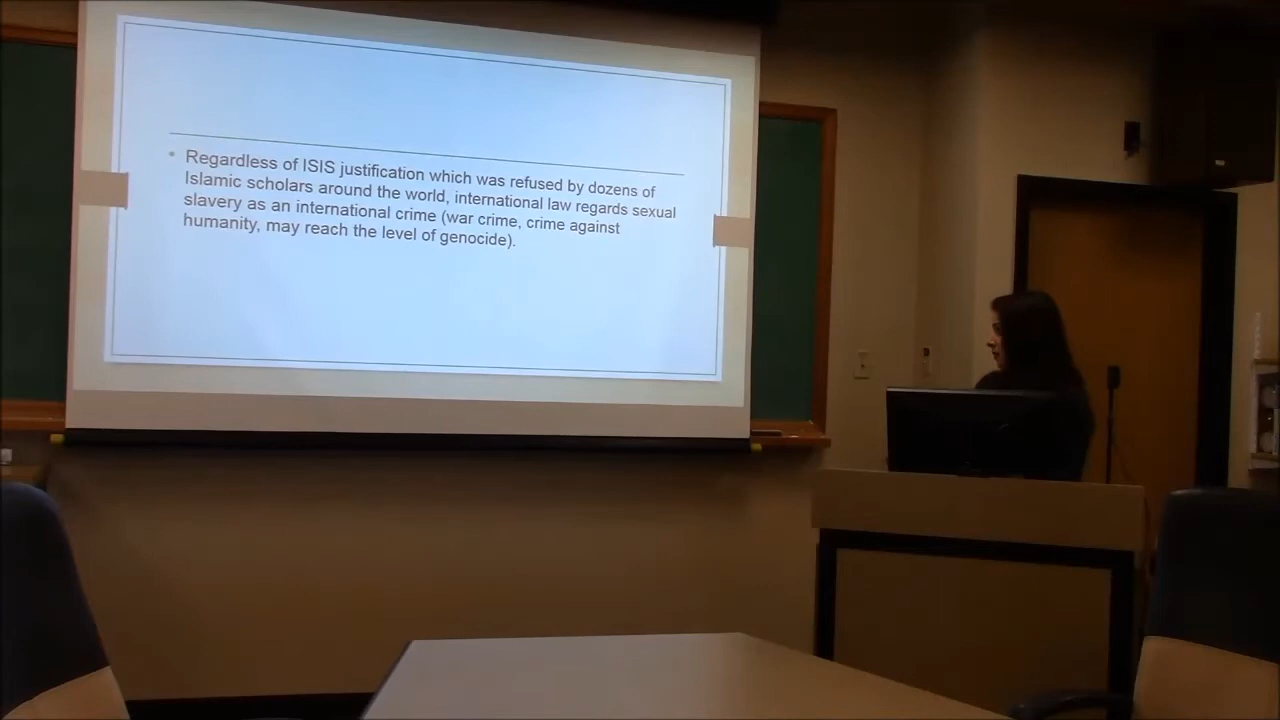 • Regardless of ISIS justification which was refused by dozens of
Islamic scholars around the world, international law regards sexual
slavery as an international crime (war crime, crime against
humanity, may reach the level of genocide).